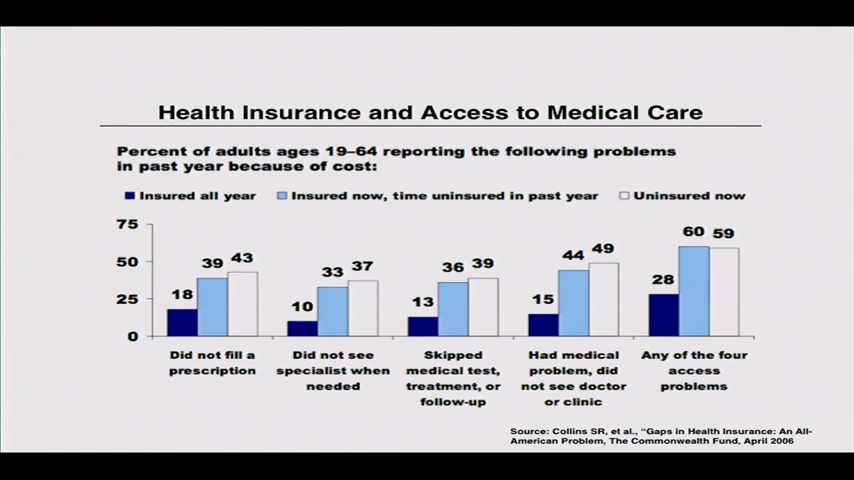 Health Insurance and Access to Medical Care
Percent of adults ages 19–64 reporting the following problems
in past year because of cost:
Insured all year
Insured now, time uninsured in past year
Uninsured now
75
50
25
0
18
39
43
10
33
37
13
36
39
15
44
49
28
60
59
Did not fill a
prescription
Did not see
specialist when
needed
Skipped
medical test,
treatment, or
follow-up
Had medical
problem, did
not see doctor
or clinic
Any of the four
access
problems
Source: Collins SR, et al., "Gaps in Health Insurance: An All-
American Problem, The Commonwealth Fund, April 2006